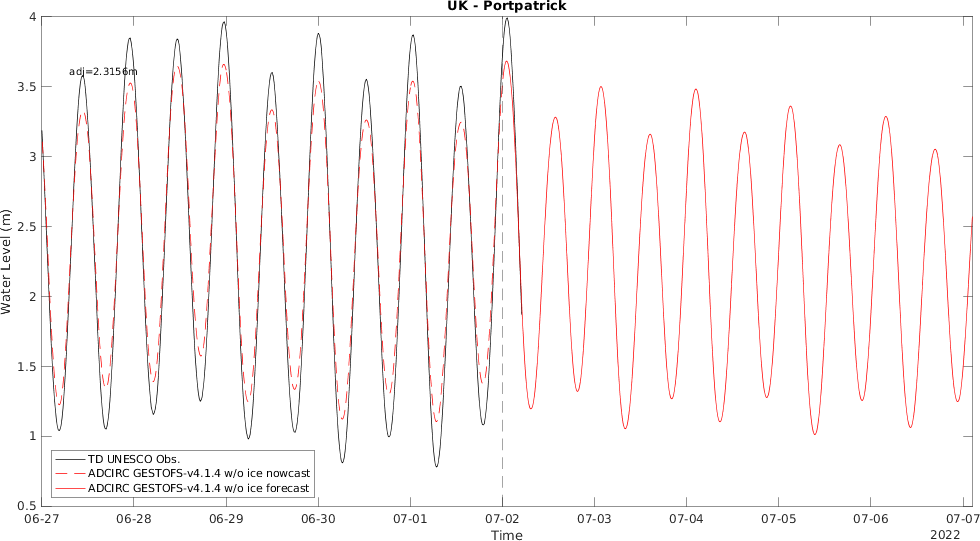 UK - Portpatrick
4
adj=2.3156m
3.5
3
2.5
2
1.5
1
0.5
Water Level (m)
TD UNESCO Obs.
ADCIRC GESTOFS-v4.1.4 w/o ice nowcast
ADCIRC GESTOFS-v4.1.4 w/o ice forecast
06-27 06-28 06-29 06-30 07-01 07-02 07-03 07-04 07-05 07-06 07-07
Time
2022